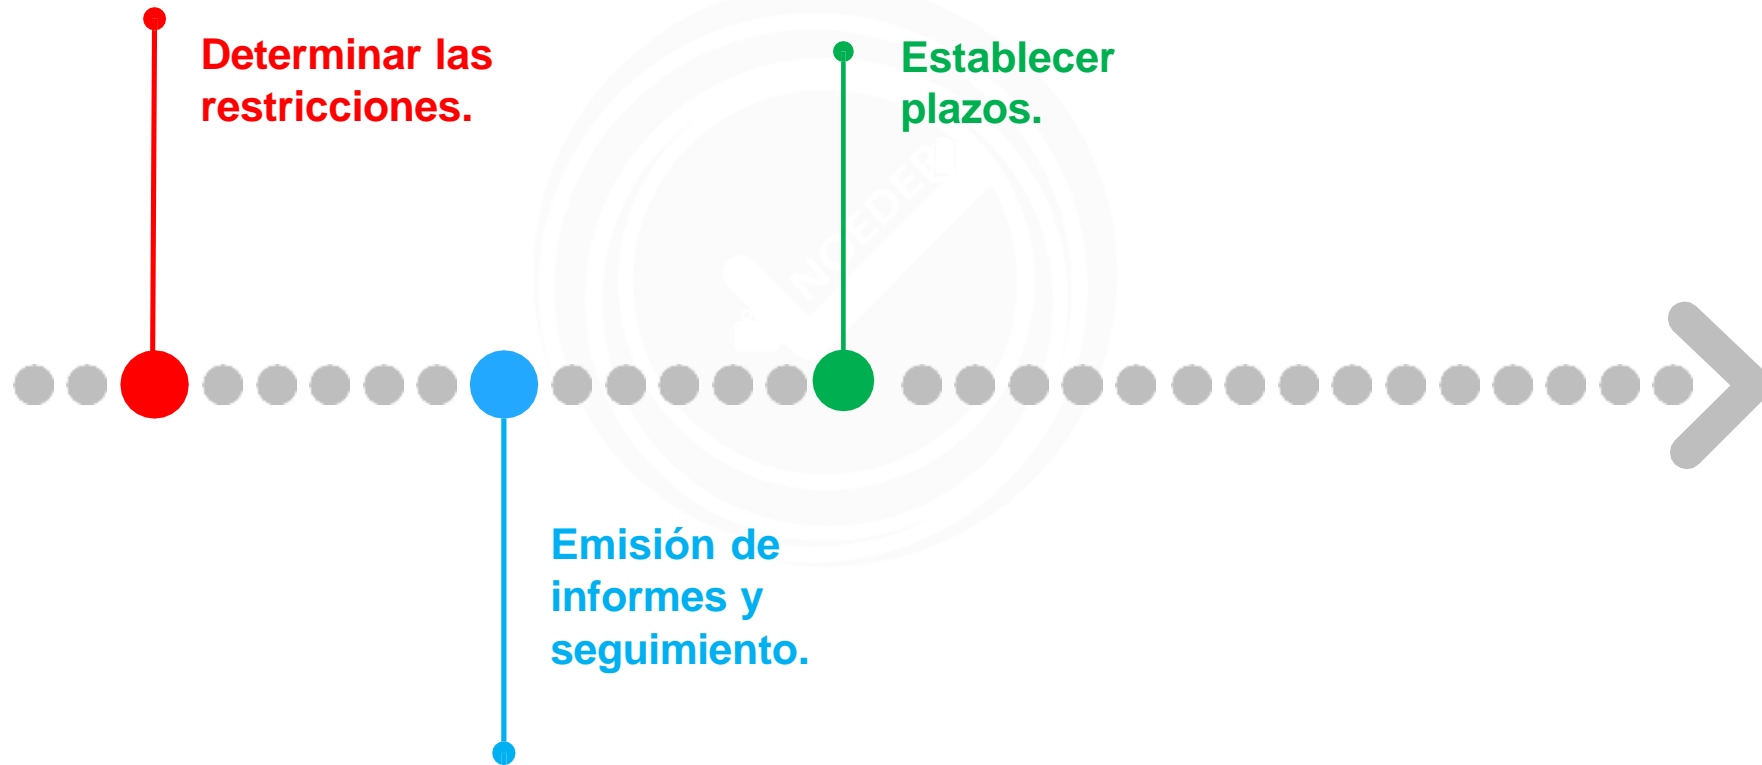 Determinar las
restricciones.
Establecer
plazos.
Emisión de
informes y
seguimiento.